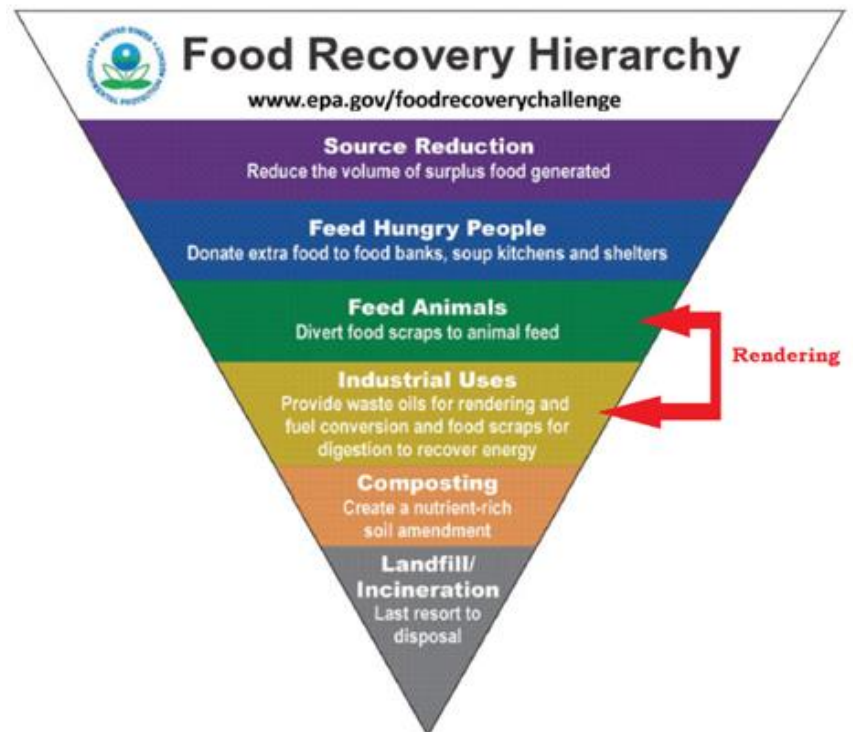 Food Recovery Hierarchy
www.epa.gov/foodrecoverychallenge
Source Reduction
Reduce the volume of surplus food generated
Feed Hungry People
Donate extra food to food banks, soup kitchens and shelters
Feed Animals
Divert food scraps to animal feed
Rendering
Industrial Uses
Provide waste oils for rendering and
fuel conversion and food scraps for
digestion to recover energy
Composting
Create a nutrient-rich
soil amendment
Landfill/
Incineration
Last resort to
disposal